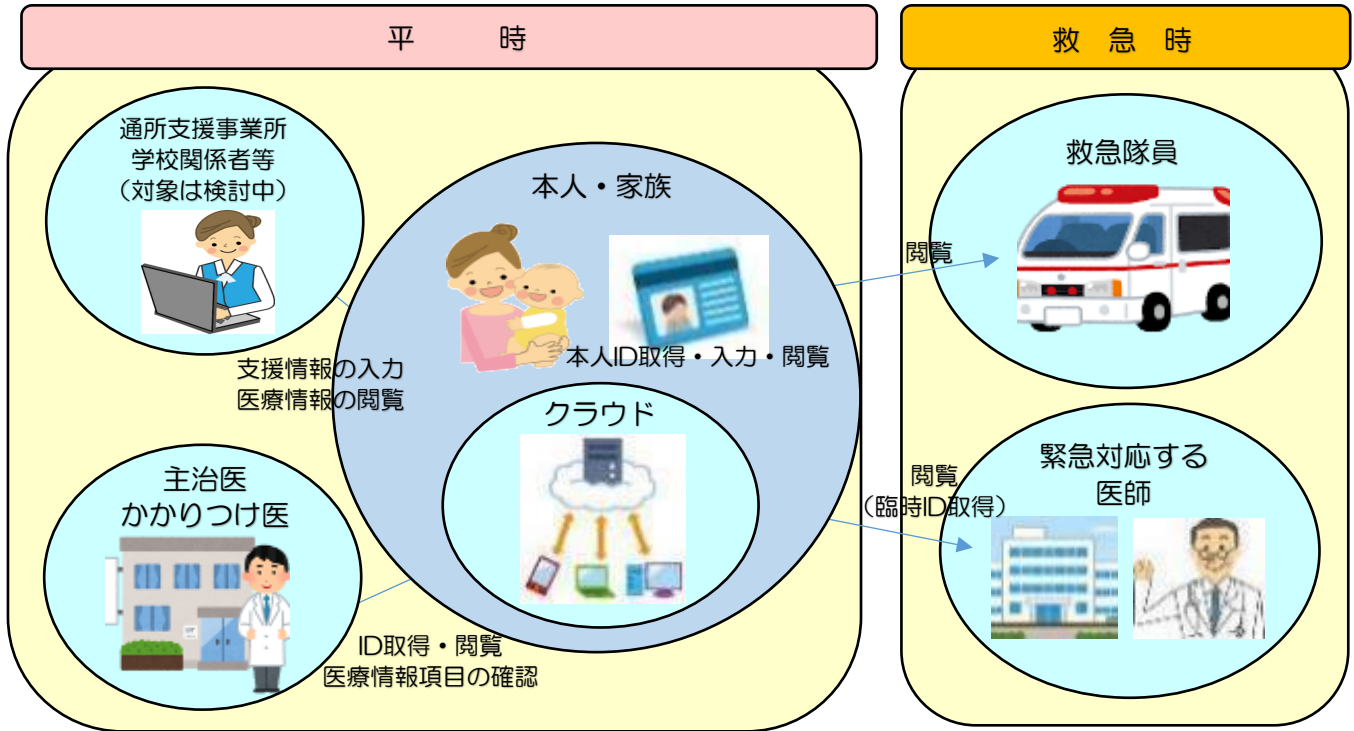 平　時
救　急　時
通所支援事業所
学校関係者等
（対象は検討中）
本人・家族
本人ID取得・入力・閲覧
支援情報の入力
医療情報の閲覧
クラウド
主治医
かかりつけ医
ID取得・閲覧
医療情報項目の確認
救急隊員
閲覧
緊急対応する
医師
閲覧
（臨時ID取得）